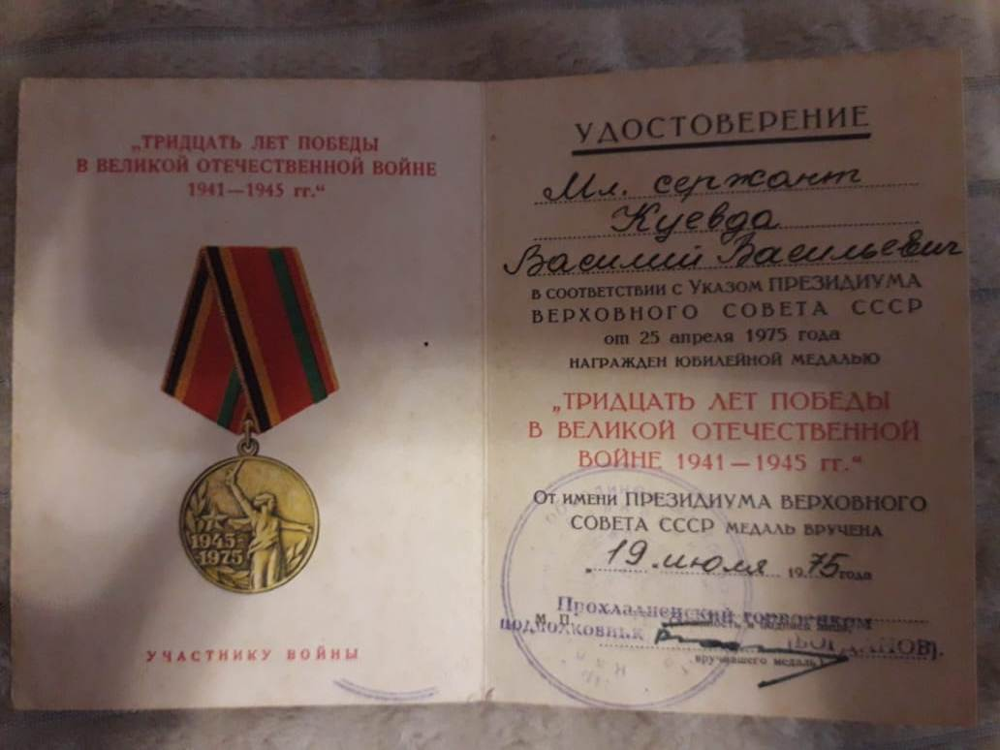 „ТРИДЦАТЬ ЛЕТ ПОБЕДЫ
В ВЕЛИКОЙ ОТЕЧЕСТВЕННОЙ ВОЙНЕ
1941—1945 гг.“
1945-
1975
УЧАСТНИКУ ВОЙНЫ
УДОСТОВЕРЕНИЕ
Мл. сержант
Куевда
Василий Васильевич
в соответствии с Указом ПРЕЗИДИУМА
ВЕРХОВНОГО СОВЕТА СССР
от 25 апреля 1975 года
НАГРАЖДЕН ЮБИЛЕЙНОЙ МЕДАЛЬЮ
„ТРИДЦАТЬ ЛЕТ ПОБЕДЫ
В ВЕЛИКОЙ ОТЕЧЕСТВЕННОЙ
ВОЙНЕ 1941—1945 гг.“
От имени ПРЕЗИДИУМА ВЕРХОВНОГО
СОВЕТА СССР МЕДАЛЬ ВРУЧЕНА
„19 июля 1975 года
Прохладненский горвоенком
М. П.
подполковник (БОГДАНОВ).
вручившего медаль)